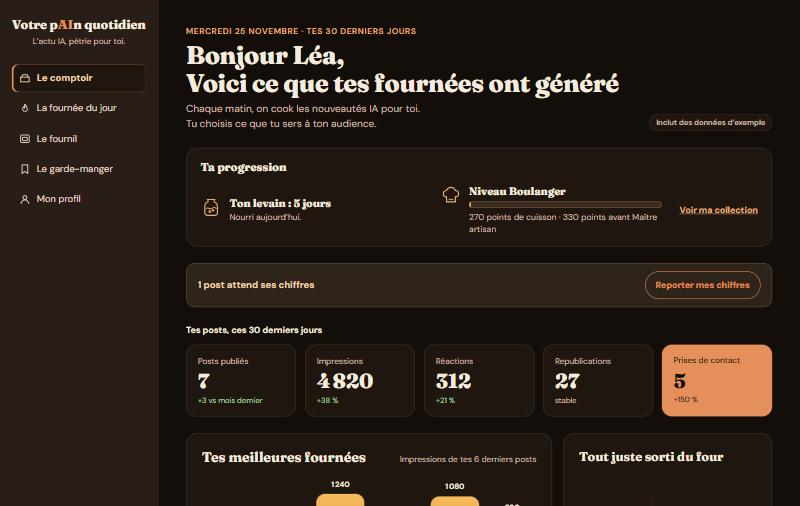 Votre pAIn quotidien
L'actu IA, pétrie pour toi.
Le comptoir
La fournée du jour
Le fournil
Le garde-manger
Mon profil
MERCREDI 25 NOVEMBRE · TES 30 DERNIERS JOURS
Bonjour Léa,
Voici ce que tes fournées ont généré
Chaque matin, on cook les nouveautés IA pour toi.
Tu choisis ce que tu sers à ton audience.
Inclut des données d'exemple
Ta progression
Ton levain : 5 jours
Nourri aujourd'hui.
Niveau Boulanger
270 points de cuisson · 330 points avant Maître
artisan
Voir ma collection
1 post attend ses chiffres
Reporter mes chiffres
Tes posts, ces 30 derniers jours
Posts publiés
7
+3 vs mois dernier
Impressions
4 820
+38 %
Réactions
312
+21 %
Republications
27
stable
Prises de contact
5
+150 %
Tes meilleures fournées
Impressions de tes 6 derniers posts
1240
1080
Tout juste sorti du four